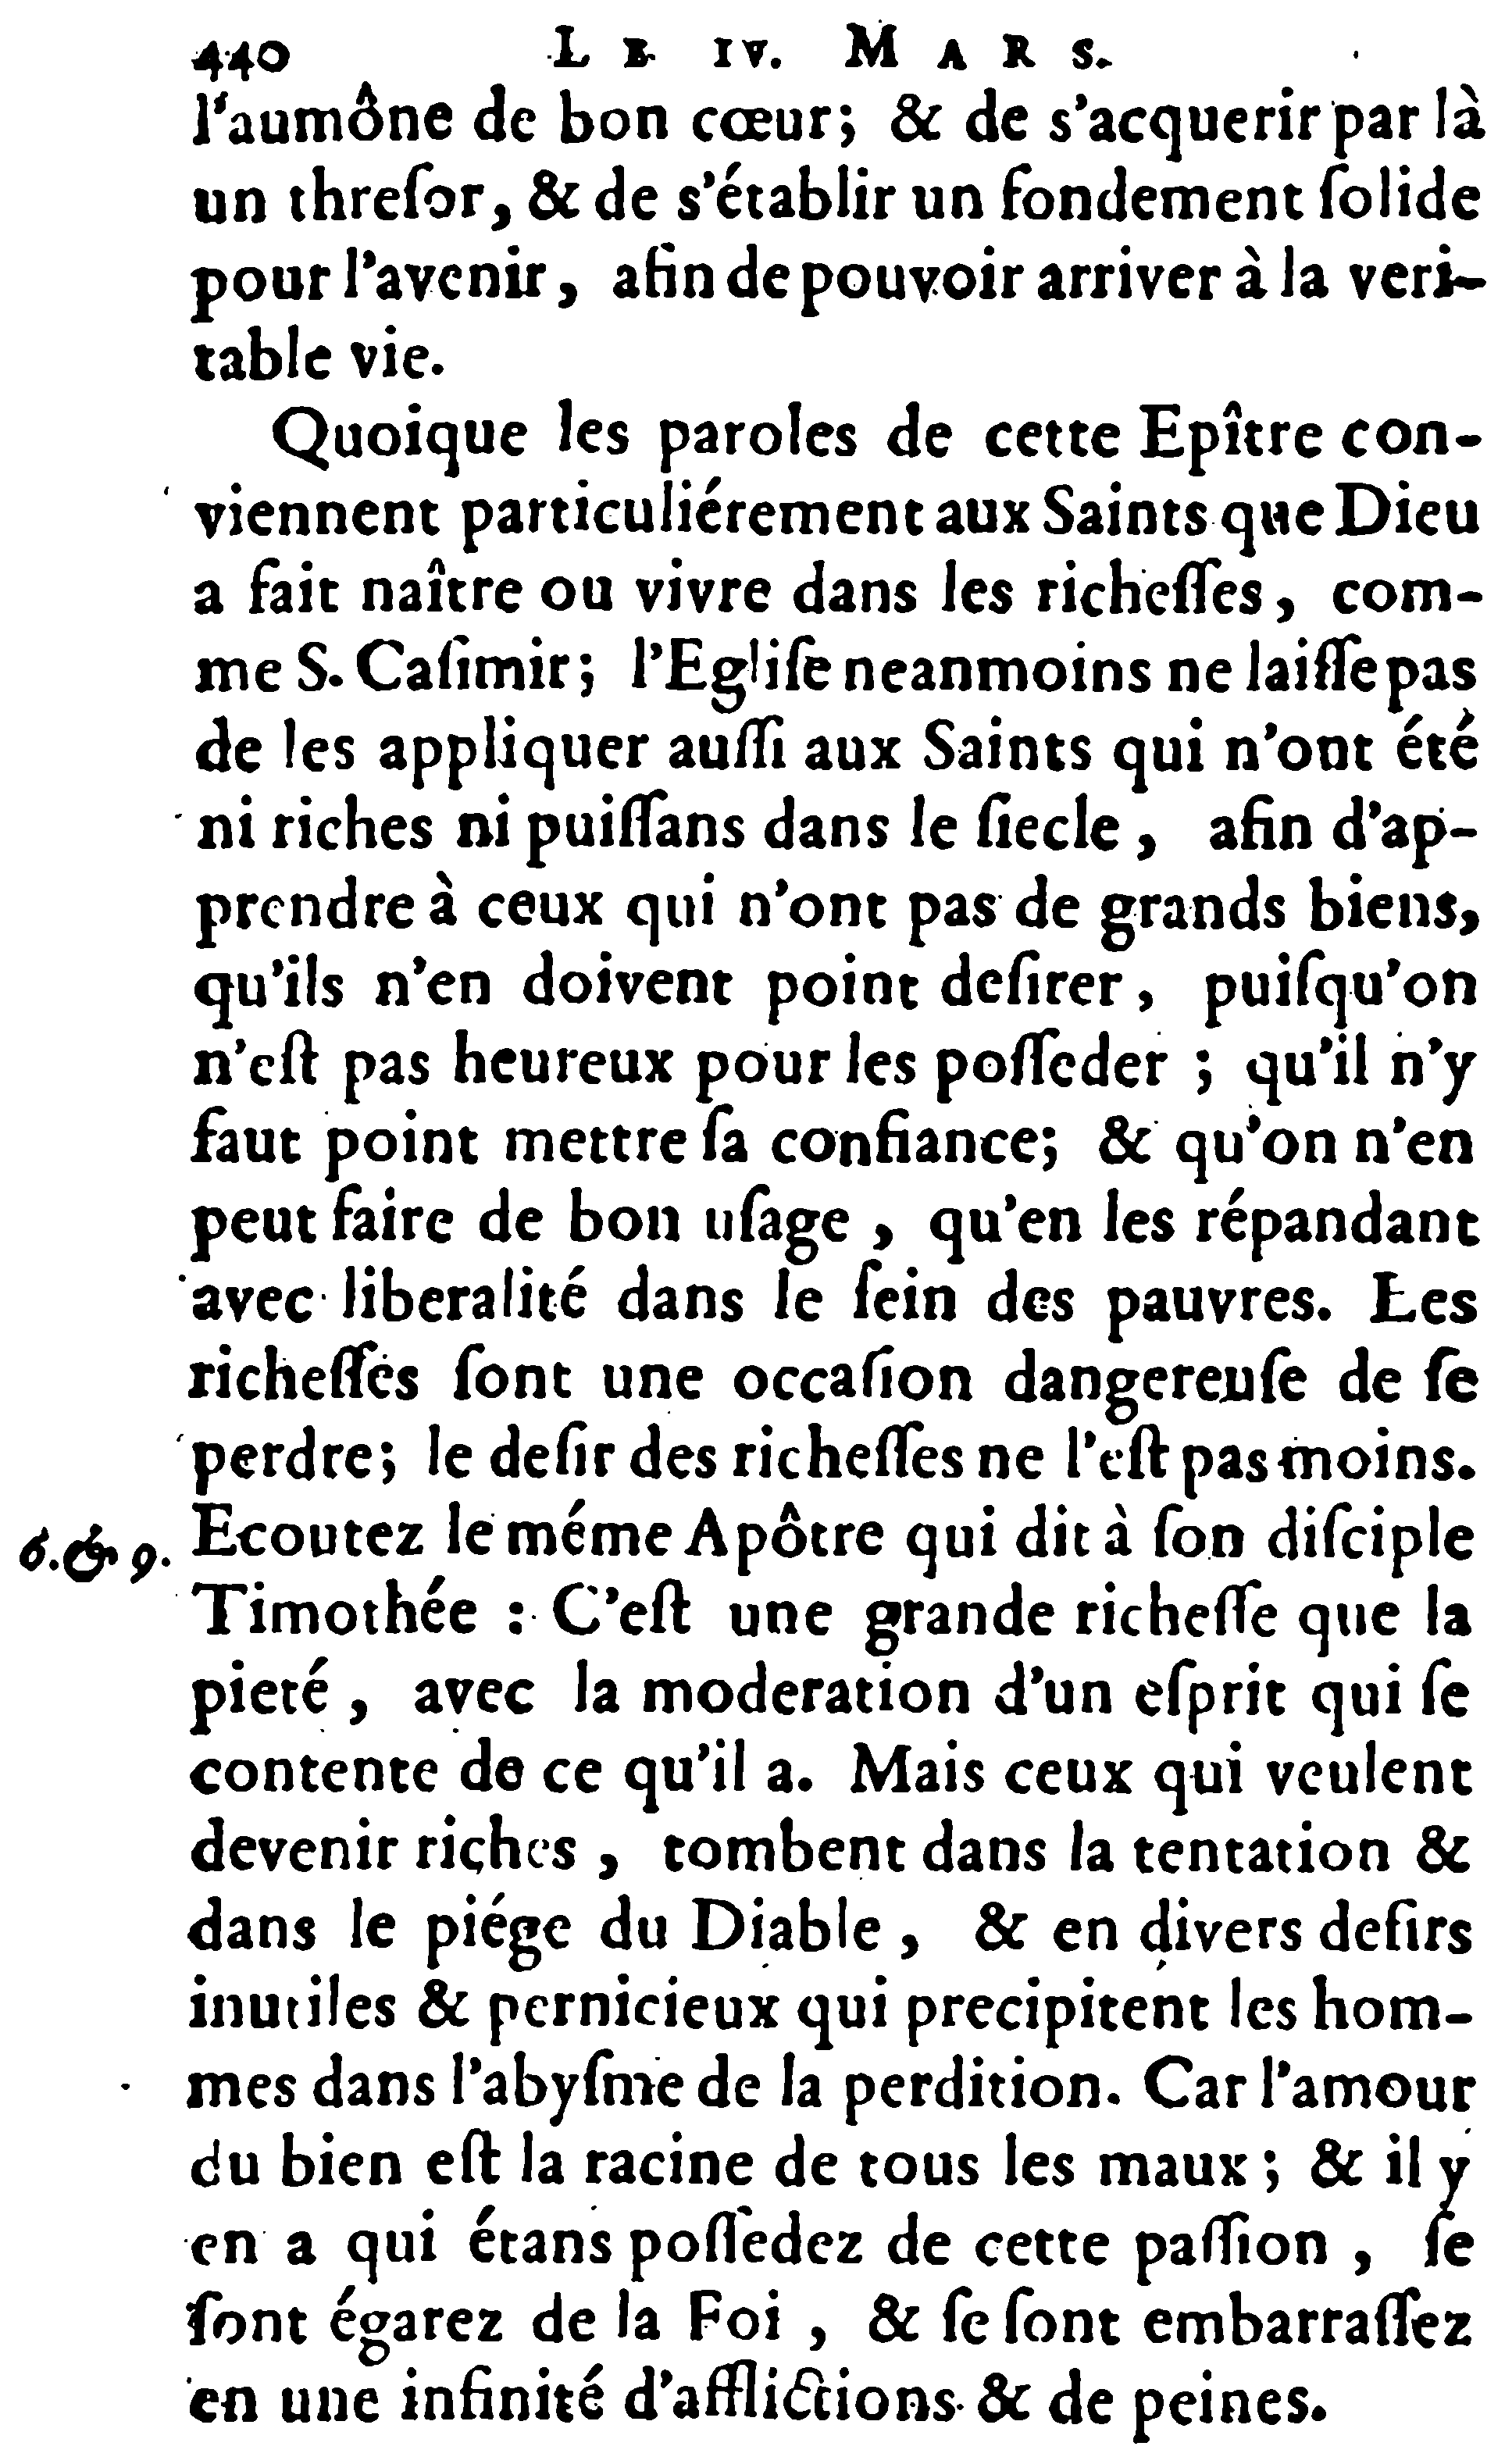 440 LE IV. MARS.
l'aumône de bon cœur; & de s'acquerir par là
un threſor, & de s'établir un fondement ſolide
pour l'avenir, afin de pouvoir arriver à la veri-
table vie.
Quoique les paroles de cette Epître con-
viennent particuliérement aux Saints que Dieu
a fait naître ou vivre dans les richeſſes, com-
me S. Caſimir; l'Egliſe neanmoins ne laiſſe pas
de les appliquer auſſi aux Saints qui n'ont été
ni riches ni puiſſans dans le ſiecle, afin d'ap-
prendre à ceux qui n'ont pas de grands biens,
qu'ils n'en doivent point deſirer, puiſqu'on
n'eſt pas heureux pour les poſſeder; qu'il n'y
faut point mettre ſa confiance; & qu'on n'en
peut faire de bon uſage, qu'en les répandant
avec liberalité dans le ſein des pauvres. Les
richeſſes ſont une occaſion dangereuſe de ſe
perdre; le deſir des richeſſes ne l'eſt pas moins.
6. & 9. Ecoutez le méme Apôtre qui dit à ſon diſciple
Timothée : C'eſt une grande richeſſe que la
pieté, avec la moderation d'un eſprit qui ſe
contente de ce qu'il a. Mais ceux qui veulent
devenir riches, tombent dans la tentation &
dans le piége du Diable, & en divers deſirs
inutiles & pernicieux qui precipitent les hom-
mes dans l'abyſme de la perdition. Car l'amour
du bien eſt la racine de tous les maux; & il y
en a qui étans poſſedez de cette paſſion, ſe
ſont égarez de la Foi, & ſe ſont embarraſſez
en une infinité d'afflictions & de peines.